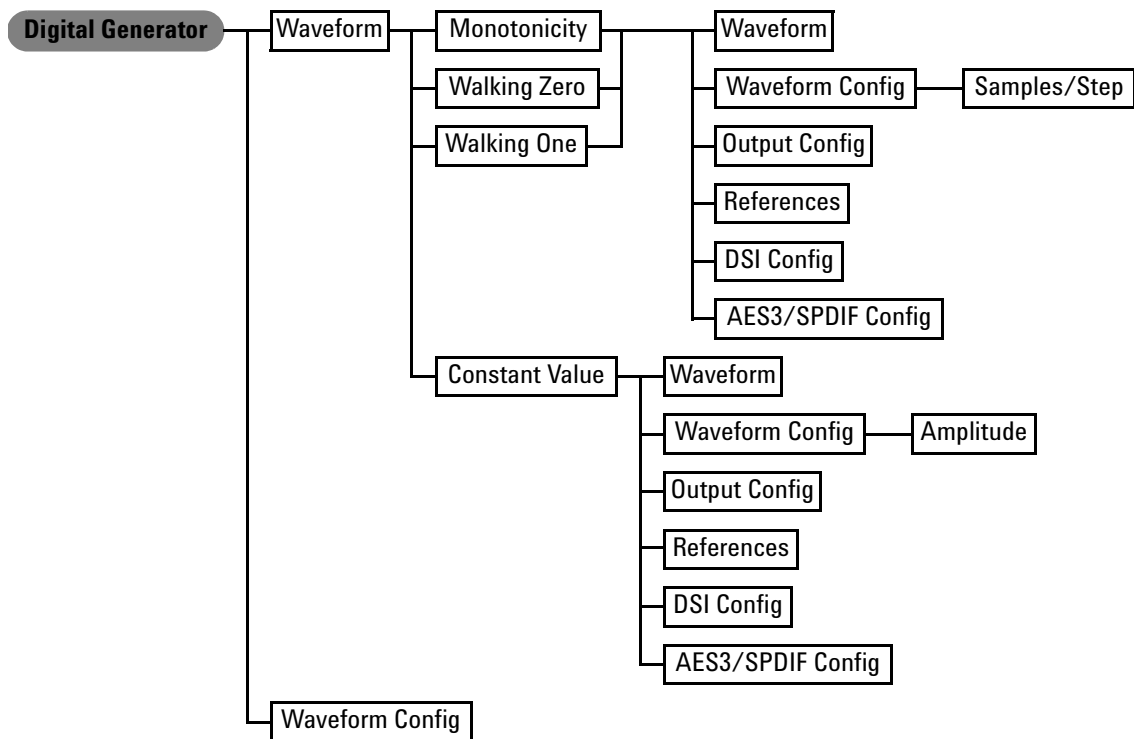 Digital Generator
Waveform
Monotonicity
Waveform
Walking Zero
Waveform Config
Samples/Step
Walking One
Output Config
References
DSI Config
AES3/SPDIF Config
Constant Value
Waveform
Waveform Config
Amplitude
Output Config
References
DSI Config
AES3/SPDIF Config
Waveform Config